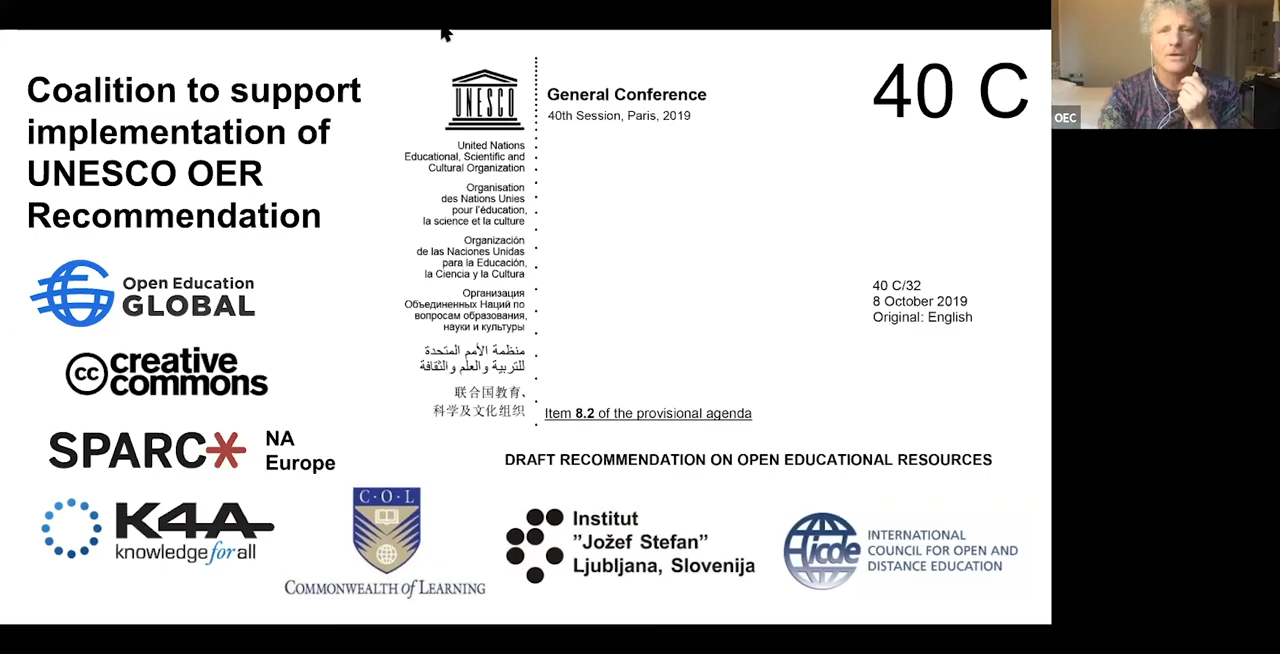 Coalition to support
implementation of
UNESCO OER
Recommendation
Open Education
GLOBAL
cc creative
commons
SPARC
NA
Europe
K4A
knowledge for all
C·O·L
COMMONWEALTH of LEARNING
UNESCO
United Nations
Educational, Scientific and
Cultural Organization
Organisation
des Nations Unies
pour l'éducation,
la science et la culture
Organización
de las Naciones Unidas
para la Educación,
la Ciencia y la Cultura
Организация
Объединенных Наций по
вопросам образования,
науки и культуры
منظمة الأمم المتحدة
للتربية والعلم والثقافة
联合国教育、
科学及文化组织
General Conference
40th Session, Paris, 2019
40 C
40 C/32
8 October 2019
Original: English
Item 8.2 of the provisional agenda
DRAFT RECOMMENDATION ON OPEN EDUCATIONAL RESOURCES
Institut
"Jožef Stefan"
Ljubljana, Slovenija
icde
INTERNATIONAL
COUNCIL FOR OPEN AND
DISTANCE EDUCATION
OEC